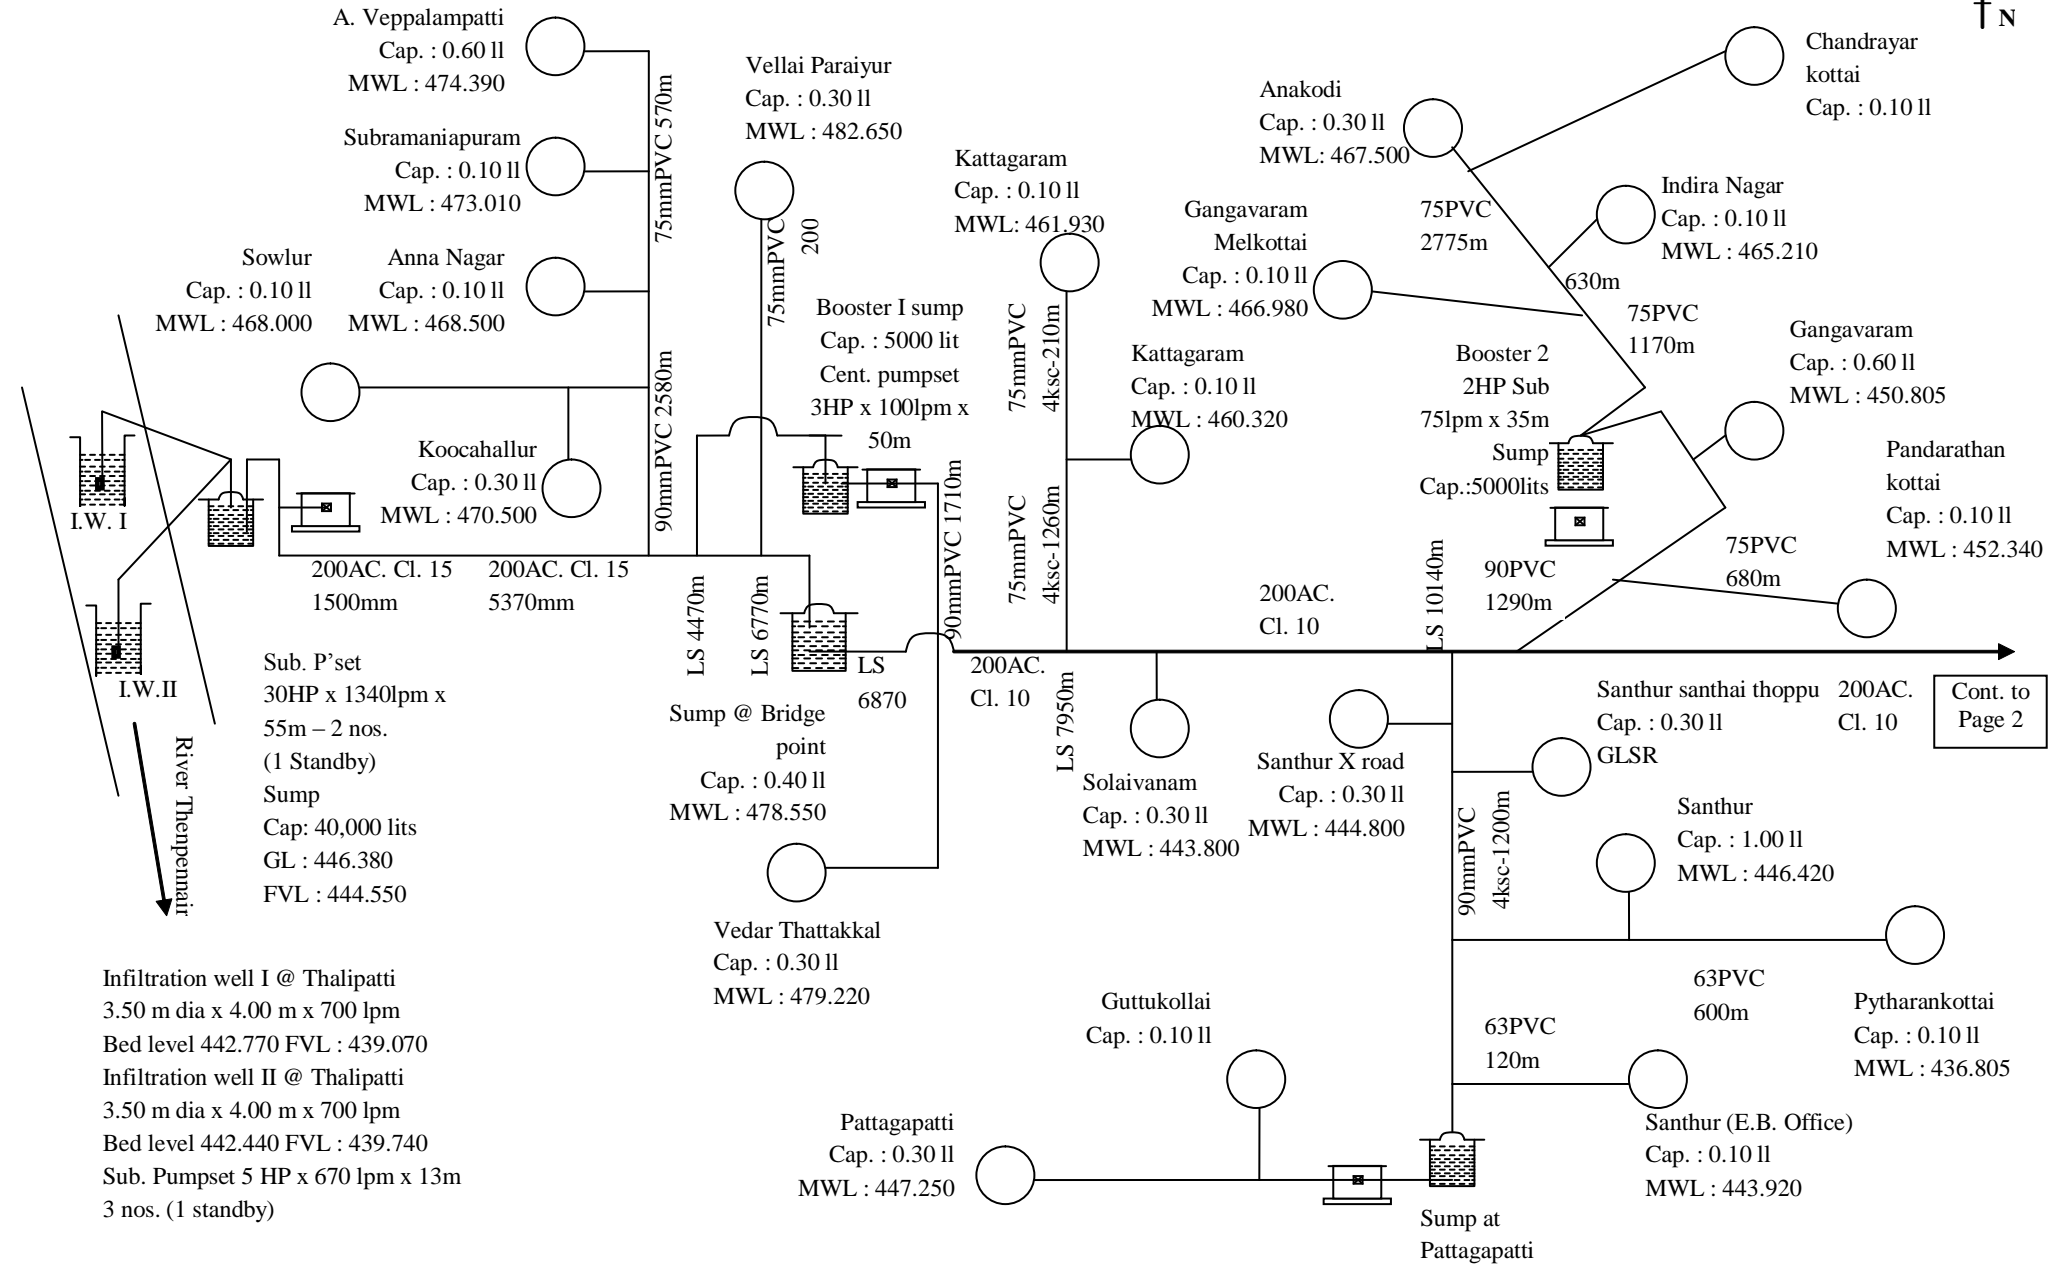 N
A. Veppalampatti
Cap. : 0.60 ll
MWL : 474.390
Subramaniapuram
Cap. : 0.10 ll
MWL : 473.010
Sowlur
Cap. : 0.10 ll
MWL : 468.000
Anna Nagar
Cap. : 0.10 ll
MWL : 468.500
Koocahallur
Cap. : 0.30 ll
MWL : 470.500
75mmPVC 570m
90mmPVC 2580m
Vellai Paraiyur
Cap. : 0.30 ll
MWL : 482.650
75mmPVC
200
Booster I sump
Cap. : 5000 lit
Cent. pumpset
3HP x 100lpm x
50m
Kattagaram
Cap. : 0.10 ll
MWL: 461.930
75mmPVC
4ksc-210m
Kattagaram
Cap. : 0.10 ll
MWL : 460.320
75mmPVC
4ksc-1260m
90mmPVC 1710m
Anakodi
Cap. : 0.30 ll
MWL: 467.500
Chandrayar
kottai
Cap. : 0.10 ll
Indira Nagar
Cap. : 0.10 ll
MWL : 465.210
Gangavaram
Melkottai
Cap. : 0.10 ll
MWL : 466.980
75PVC
2775m
630m
75PVC
1170m
Booster 2
2HP Sub
75lpm x 35m
Sump
Cap.:5000lits
Gangavaram
Cap. : 0.60 ll
MWL : 450.805
Pandarathan
kottai
Cap. : 0.10 ll
MWL : 452.340
75PVC
680m
90PVC
1290m
I.W. I
I.W.II
River Thempennair
200AC. Cl. 15
1500mm
200AC. Cl. 15
5370mm
LS 4470m
LS 6770m
LS
6870
200AC.
Cl. 10
LS 7950m
200AC.
Cl. 10
LS 10140m
200AC.
Cl. 10
Cont. to
Page 2
Sub. P’set
30HP x 1340lpm x
55m – 2 nos.
(1 Standby)
Sump
Cap: 40,000 lits
GL : 446.380
FVL : 444.550
Sump @ Bridge
point
Cap. : 0.40 ll
MWL : 478.550
Vedar Thattakkal
Cap. : 0.30 ll
MWL : 479.220
Solaivanam
Cap. : 0.30 ll
MWL : 443.800
Santhur X road
Cap. : 0.30 ll
MWL : 444.800
Santhur santhai thoppu
Cap. : 0.30 ll
GLSR
90mmPVC
4ksc-1200m
Santhur
Cap. : 1.00 ll
MWL : 446.420
63PVC
600m
Pytharankottai
Cap. : 0.10 ll
MWL : 436.805
63PVC
120m
Santhur (E.B. Office)
Cap. : 0.10 ll
MWL : 443.920
Guttukollai
Cap. : 0.10 ll
Pattagapatti
Cap. : 0.30 ll
MWL : 447.250
Sump at
Pattagapatti
Infiltration well I @ Thalipatti
3.50 m dia x 4.00 m x 700 lpm
Bed level 442.770 FVL : 439.070
Infiltration well II @ Thalipatti
3.50 m dia x 4.00 m x 700 lpm
Bed level 442.440 FVL : 439.740
Sub. Pumpset 5 HP x 670 lpm x 13m
3 nos. (1 standby)